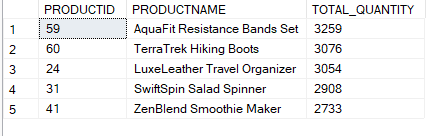 PRODUCTID PRODUCTNAME TOTAL_QUANTITY
1 59 AquaFit Resistance Bands Set 3259
2 60 TerraTrek Hiking Boots 3076
3 24 LuxeLeather Travel Organizer 3054
4 31 SwiftSpin Salad Spinner 2908
5 41 ZenBlend Smoothie Maker 2733